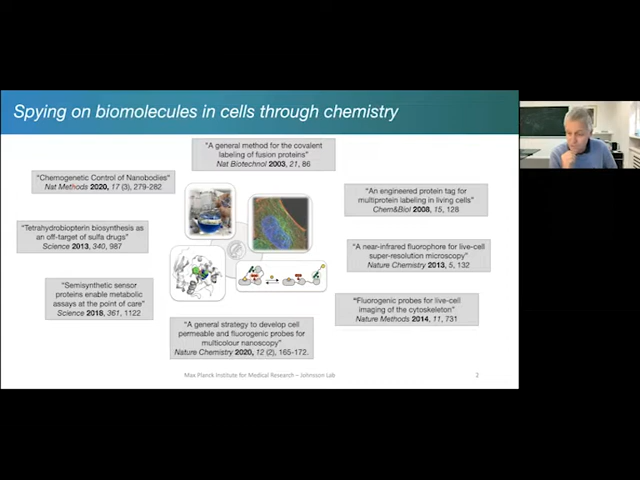 Spying on biomolecules in cells through chemistry
"A general method for the covalent
labeling of fusion proteins"
Nat Biotechnol 2003, 21, 86
"Chemogenetic Control of Nanobodies"
Nat Methods 2020, 17 (3), 279-282
"An engineered protein tag for
multiprotein labeling in living cells"
Chem&Biol 2008, 15, 128
"Tetrahydrobiopterin biosynthesis as
an off-target of sulfa drugs"
Science 2013, 340, 987
"A near-infrared fluorophore for live-cell
super-resolution microscopy"
Nature Chemistry 2013, 5, 132
"Semisynthetic sensor
proteins enable metabolic
assays at the point of care"
Science 2018, 361, 1122
"Fluorogenic probes for live-cell
imaging of the cytoskeleton"
Nature Methods 2014, 11, 731
"A general strategy to develop cell
permeable and fluorogenic probes for
multicolour nanoscopy"
Nature Chemistry 2020, 12 (2), 165-172.
Max Planck Institute for Medical Research – Johnsson Lab
2